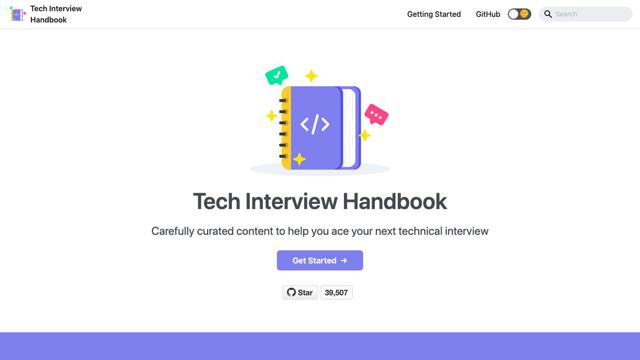 Tech Interview
Handbook
Getting Started
GitHub
Search
</>
Tech Interview Handbook
Carefully curated content to help you ace your next technical interview
Get Started →
Star
39,507